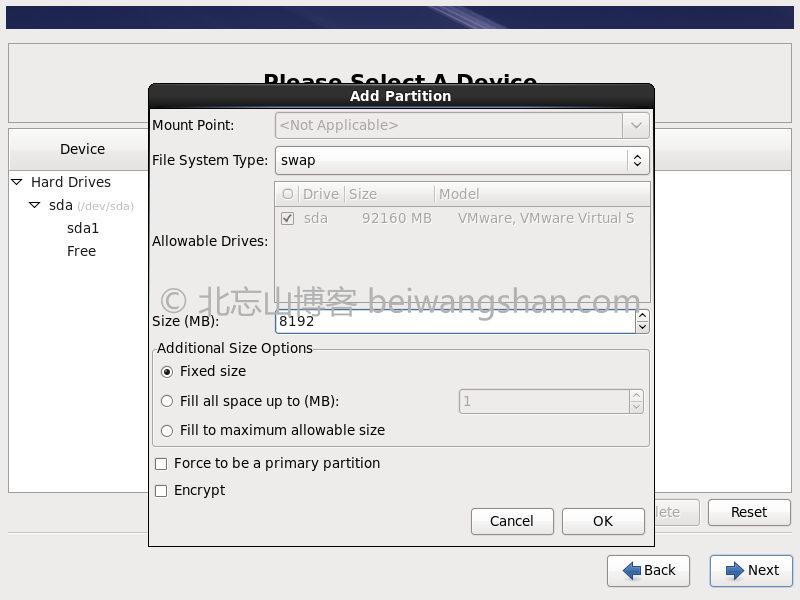 Please Select A Device
Add Partition
Mount Point: <Not Applicable>
Device
File System Type: swap
Hard Drives
Drive Size Model
sda (/dev/sda)
sda 92160 MB VMware, VMware Virtual S
sda1
Allowable Drives:
Free
© 北忘山博客 beiwangshan.com
Size (MB): 8192
Additional Size Options
Fixed size
Fill all space up to (MB): 1
Fill to maximum allowable size
Force to be a primary partition
Encrypt
Cancel OK Reset
Back Next